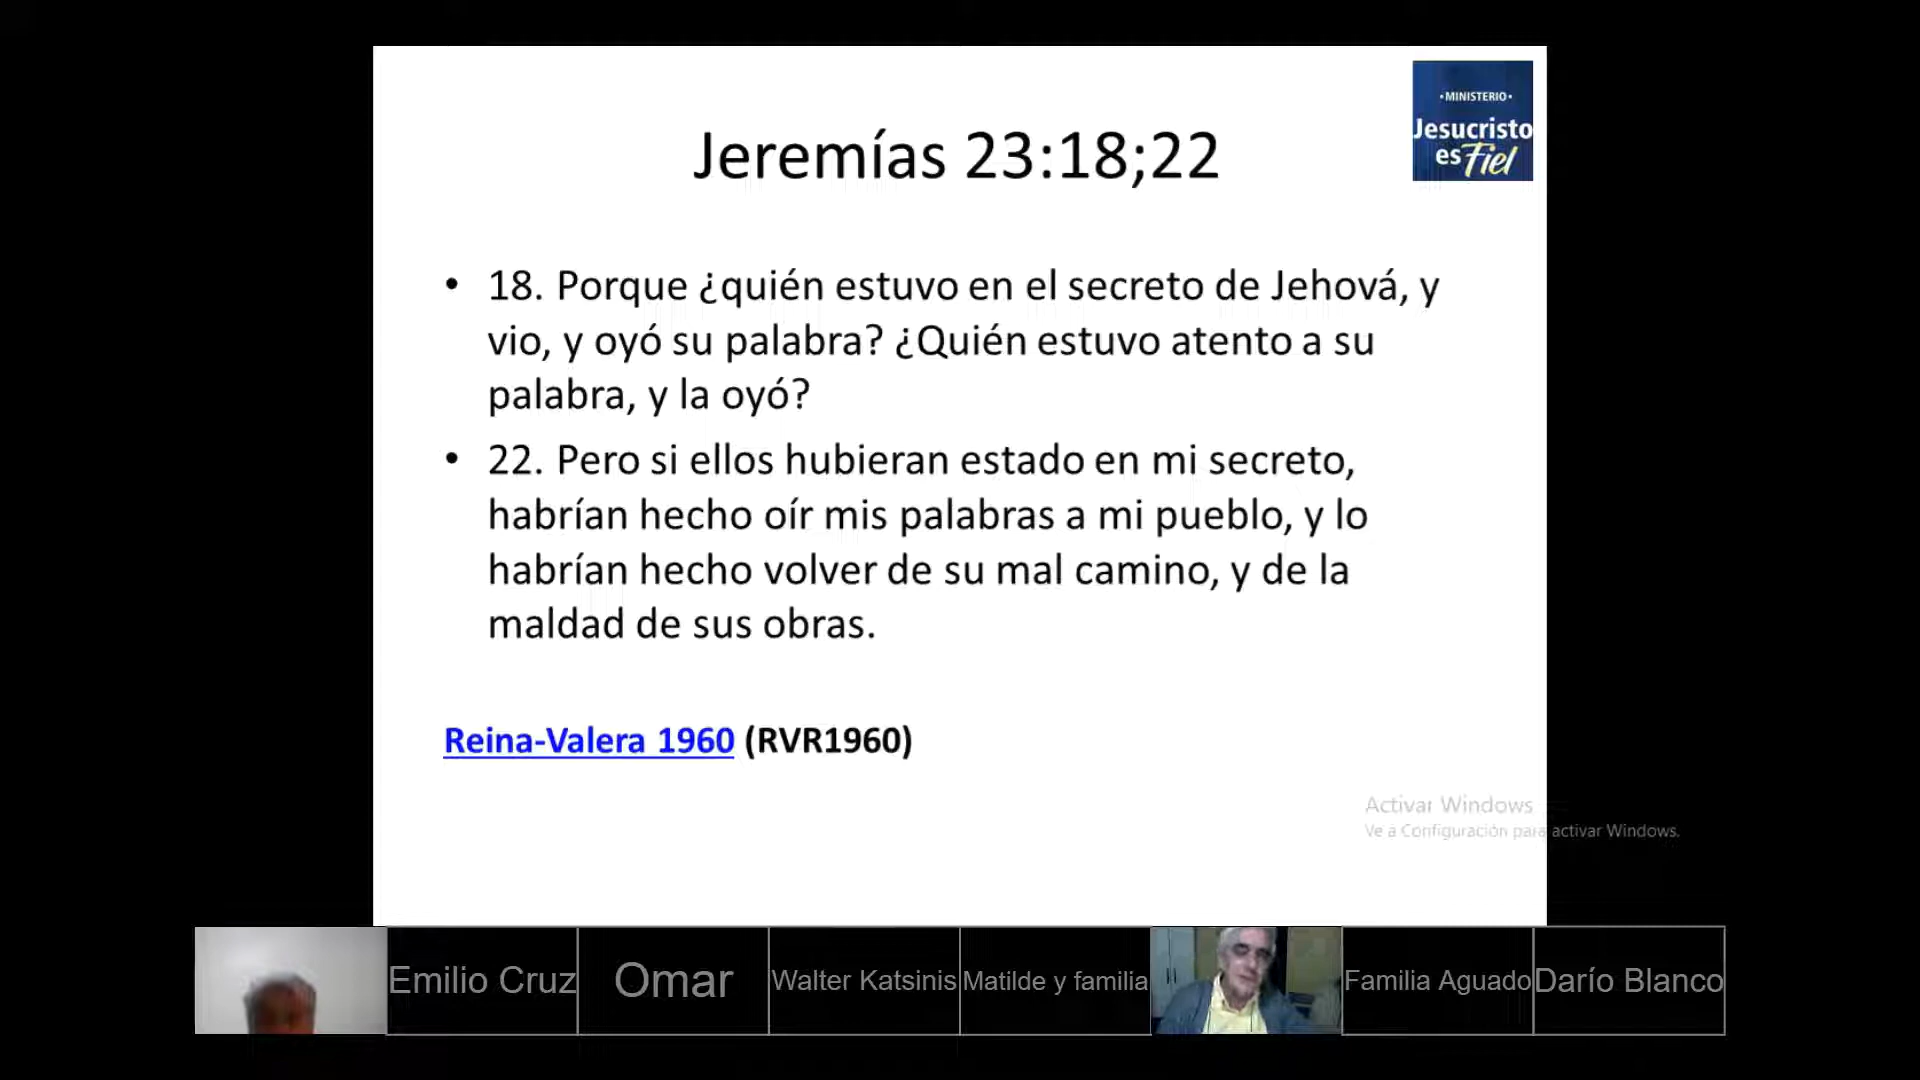 •MINISTERIO•
Jesucristo
es Fiel
Jeremías 23:18;22
• 18. Porque ¿quién estuvo en el secreto de Jehová, y
vio, y oyó su palabra? ¿Quién estuvo atento a su
palabra, y la oyó?
• 22. Pero si ellos hubieran estado en mi secreto,
habrían hecho oír mis palabras a mi pueblo, y lo
habrían hecho volver de su mal camino, y de la
maldad de sus obras.
Reina-Valera 1960 (RVR1960)
Activar Windows
Ve a Configuración para activar Windows.
Emilio Cruz
Omar
Walter Katsinis
Matilde y familia
Familia Aguado
Darío Blanco